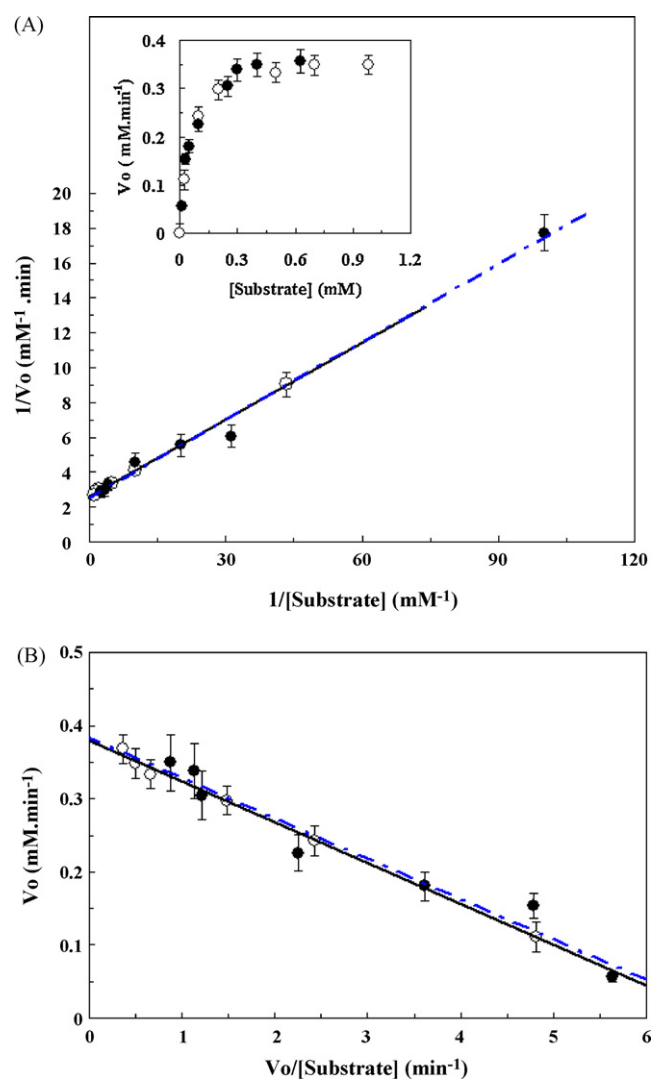 (A)
0.4
0.3
0.2
0.1
0
Vo ( mM.min-1)
0 0.3 0.6 0.9 1.2
[Substrate] (mM)
20
18
16
14
12
10
8
6
4
2
0
1/Vo (mM-1 .min)
0 30 60 90 120
1/[Substrate] (mM-1)
(B)
0.5
0.4
0.3
0.2
0.1
0
Vo (mM.min-1)
0 1 2 3 4 5 6
Vo/[Substrate] (min-1)